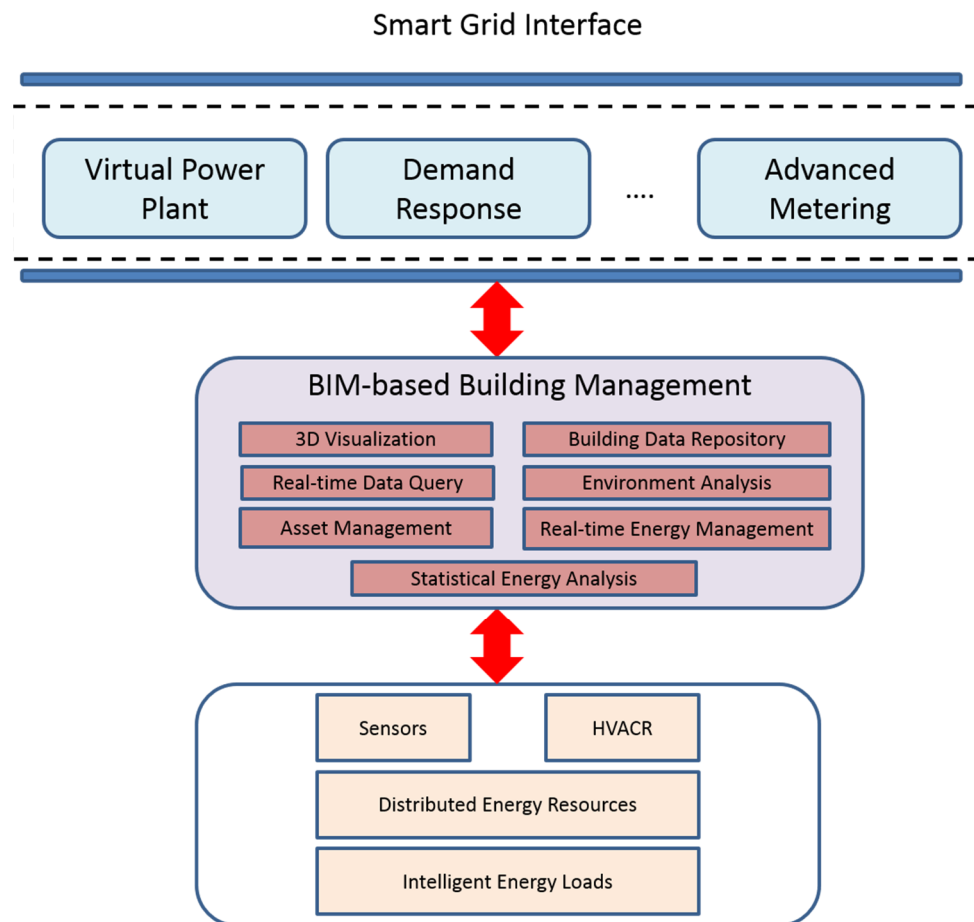 Smart Grid Interface
Virtual Power
Plant
Demand
Response
....
Advanced
Metering
BIM-based Building Management
3D Visualization
Building Data Repository
Real-time Data Query
Environment Analysis
Asset Management
Real-time Energy Management
Statistical Energy Analysis
Sensors
HVACR
Distributed Energy Resources
Intelligent Energy Loads